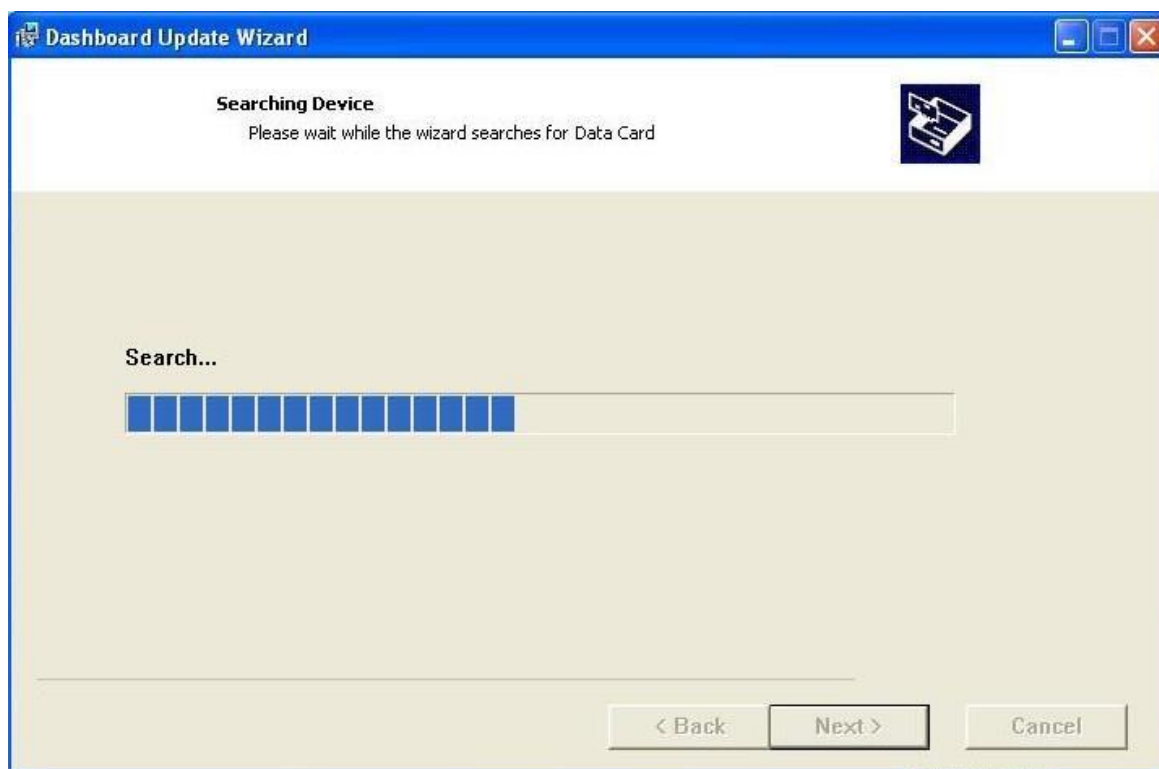 Dashboard Update Wizard
Searching Device
Please wait while the wizard searches for Data Card
Search...
< Back
Next >
Cancel